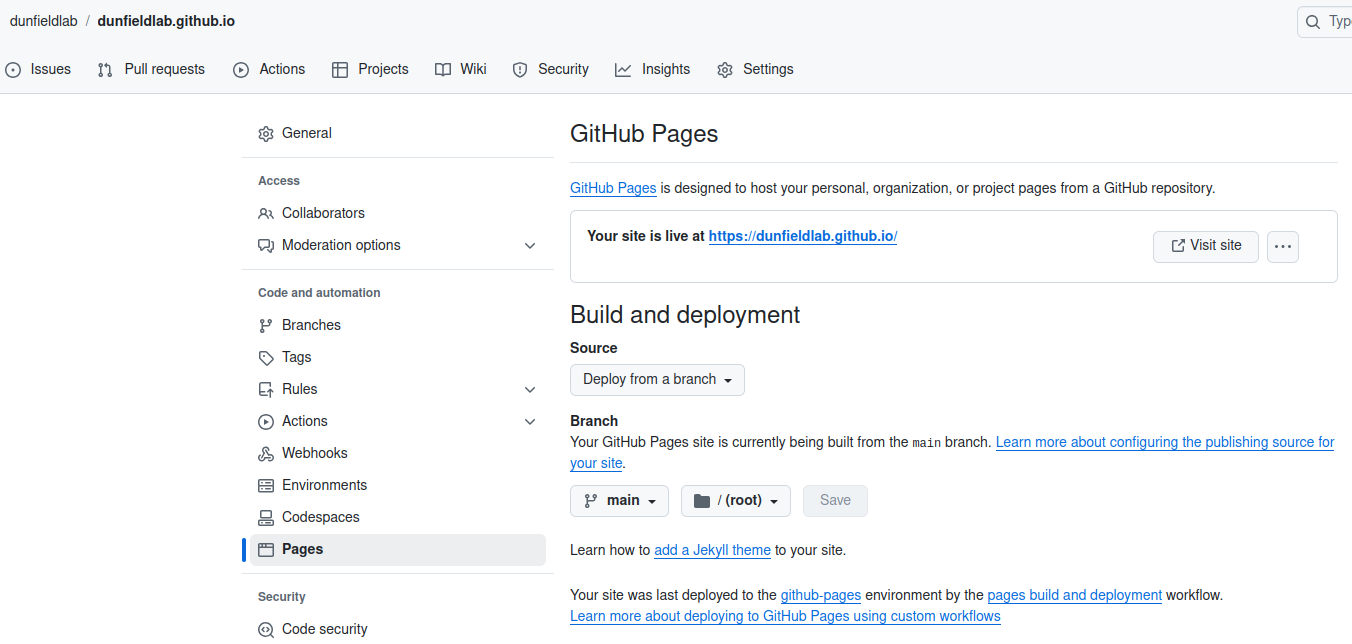 dunfieldlab / dunfieldlab.github.io
Typ
Issues Pull requests Actions Projects Wiki Security Insights Settings
General
Access
Collaborators
Moderation options
Code and automation
Branches
Tags
Rules
Actions
Webhooks
Environments
Codespaces
Pages
Security
Code security
GitHub Pages
GitHub Pages is designed to host your personal, organization, or project pages from a GitHub repository.
Your site is live at https://dunfieldlab.github.io/
Visit site
Build and deployment
Source
Deploy from a branch
Branch
Your GitHub Pages site is currently being built from the main branch. Learn more about configuring the publishing source for
your site.
main / (root) Save
Learn how to add a Jekyll theme to your site.
Your site was last deployed to the github-pages environment by the pages build and deployment workflow.
Learn more about deploying to GitHub Pages using custom workflows